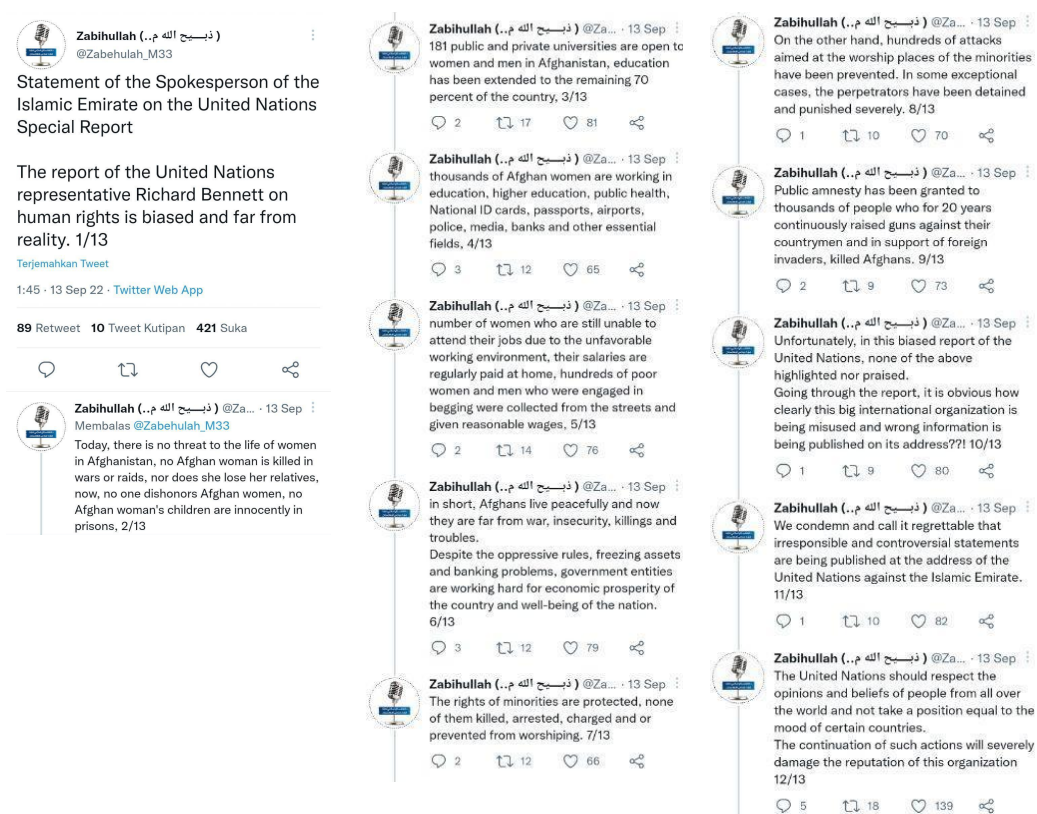 Zabihullah (..ذبـــیح الله م )
@Zabehulah_M33
Statement of the Spokesperson of the
Islamic Emirate on the United Nations
Special Report
The report of the United Nations
representative Richard Bennett on
human rights is biased and far from
reality. 1/13
Terjemahkan Tweet
1:45 · 13 Sep 22 · Twitter Web App
89 Retweet 10 Tweet Kutipan 421 Suka
Zabihullah (..ذبـــیح الله م ) @Za... · 13 Sep
Membalas @Zabehulah_M33
Today, there is no threat to the life of women
in Afghanistan, no Afghan woman is killed in
wars or raids, nor does she lose her relatives,
now, no one dishonors Afghan women, no
Afghan woman's children are innocently in
prisons, 2/13
Zabihullah (..ذبـــیح الله م ) @Za... · 13 Sep
181 public and private universities are open to
women and men in Afghanistan, education
has been extended to the remaining 70
percent of the country, 3/13
2 17 81
Zabihullah (..ذبـــیح الله م ) @Za... · 13 Sep
thousands of Afghan women are working in
education, higher education, public health,
National ID cards, passports, airports,
police, media, banks and other essential
fields, 4/13
3 12 65
Zabihullah (..ذبـــیح الله م ) @Za... · 13 Sep
number of women who are still unable to
attend their jobs due to the unfavorable
working environment, their salaries are
regularly paid at home, hundreds of poor
women and men who were engaged in
begging were collected from the streets and
given reasonable wages, 5/13
2 14 76
Zabihullah (..ذبـــیح الله م ) @Za... · 13 Sep
in short, Afghans live peacefully and now
they are far from war, insecurity, killings and
troubles.
Despite the oppressive rules, freezing assets
and banking problems, government entities
are working hard for economic prosperity of
the country and well-being of the nation.
6/13
3 12 79
Zabihullah (..ذبـــیح الله م ) @Za... · 13 Sep
The rights of minorities are protected, none
of them killed, arrested, charged and or
prevented from worshiping. 7/13
2 12 66
Zabihullah (..ذبـــیح الله م ) @Za... · 13 Sep
On the other hand, hundreds of attacks
aimed at the worship places of the minorities
have been prevented. In some exceptional
cases, the perpetrators have been detained
and punished severely. 8/13
1 10 70
Zabihullah (..ذبـــیح الله م ) @Za... · 13 Sep
Public amnesty has been granted to
thousands of people who for 20 years
continuously raised guns against their
countrymen and in support of foreign
invaders, killed Afghans. 9/13
2 9 73
Zabihullah (..ذبـــیح الله م ) @Za... · 13 Sep
Unfortunately, in this biased report of the
United Nations, none of the above
highlighted nor praised.
Going through the report, it is obvious how
clearly this big international organization is
being misused and wrong information is
being published on its address??! 10/13
1 9 80
Zabihullah (..ذبـــیح الله م ) @Za... · 13 Sep
We condemn and call it regrettable that
irresponsible and controversial statements
are being published at the address of the
United Nations against the Islamic Emirate.
11/13
1 10 82
Zabihullah (..ذبـــیح الله م ) @Za... · 13 Sep
The United Nations should respect the
opinions and beliefs of people from all over
the world and not take a position equal to the
mood of certain countries.
The continuation of such actions will severely
damage the reputation of this organization
12/13
5 18 139